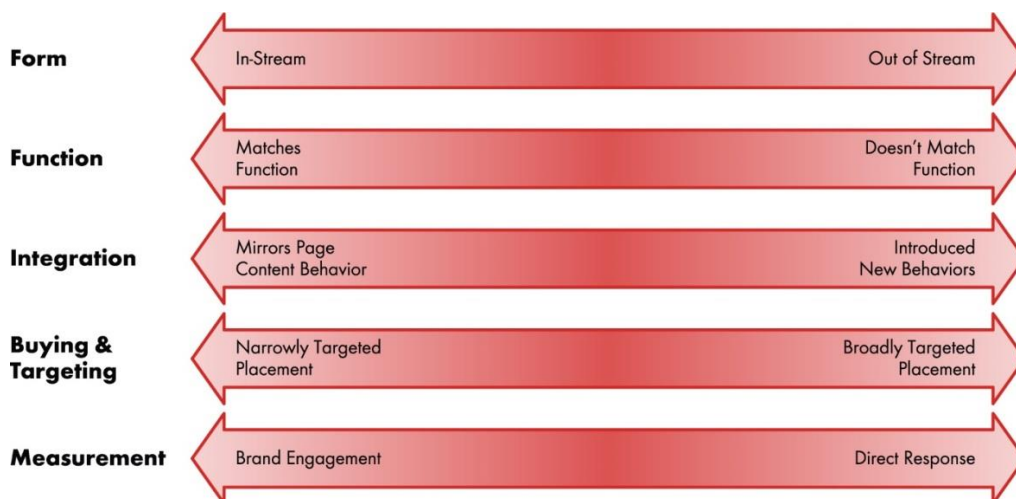 Form
In-Stream
Out of Stream
Function
Matches
Function
Doesn't Match
Function
Integration
Mirrors Page
Content Behavior
Introduced
New Behaviors
Buying &
Targeting
Narrowly Targeted
Placement
Broadly Targeted
Placement
Measurement
Brand Engagement
Direct Response